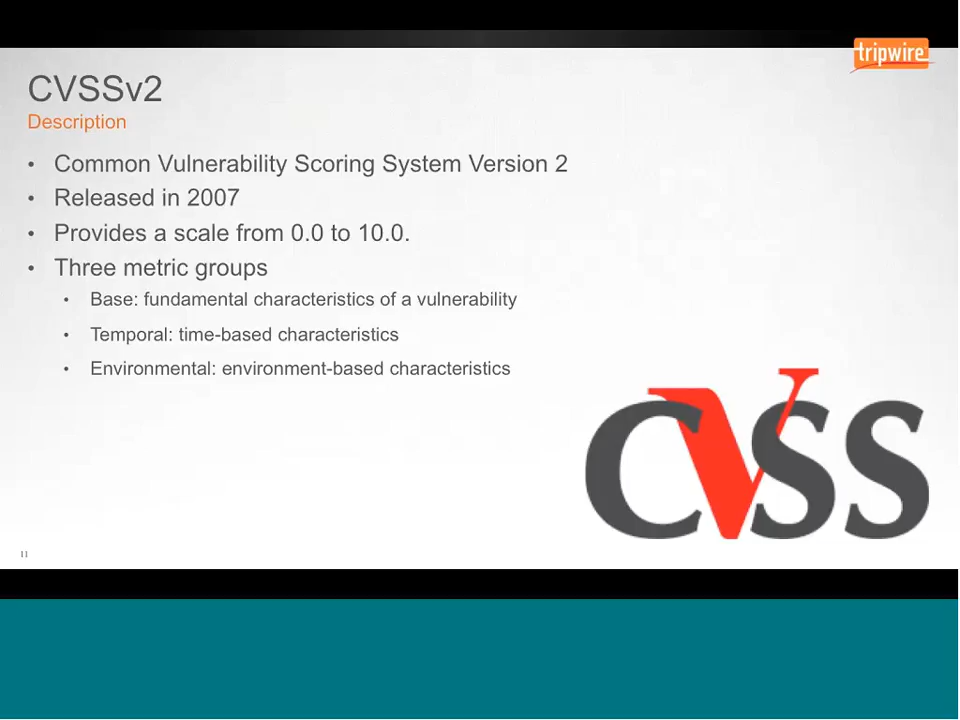 tripwire
CVSSv2
Description
• Common Vulnerability Scoring System Version 2
• Released in 2007
• Provides a scale from 0.0 to 10.0.
• Three metric groups
• Base: fundamental characteristics of a vulnerability
• Temporal: time-based characteristics
• Environmental: environment-based characteristics
CVSS
11